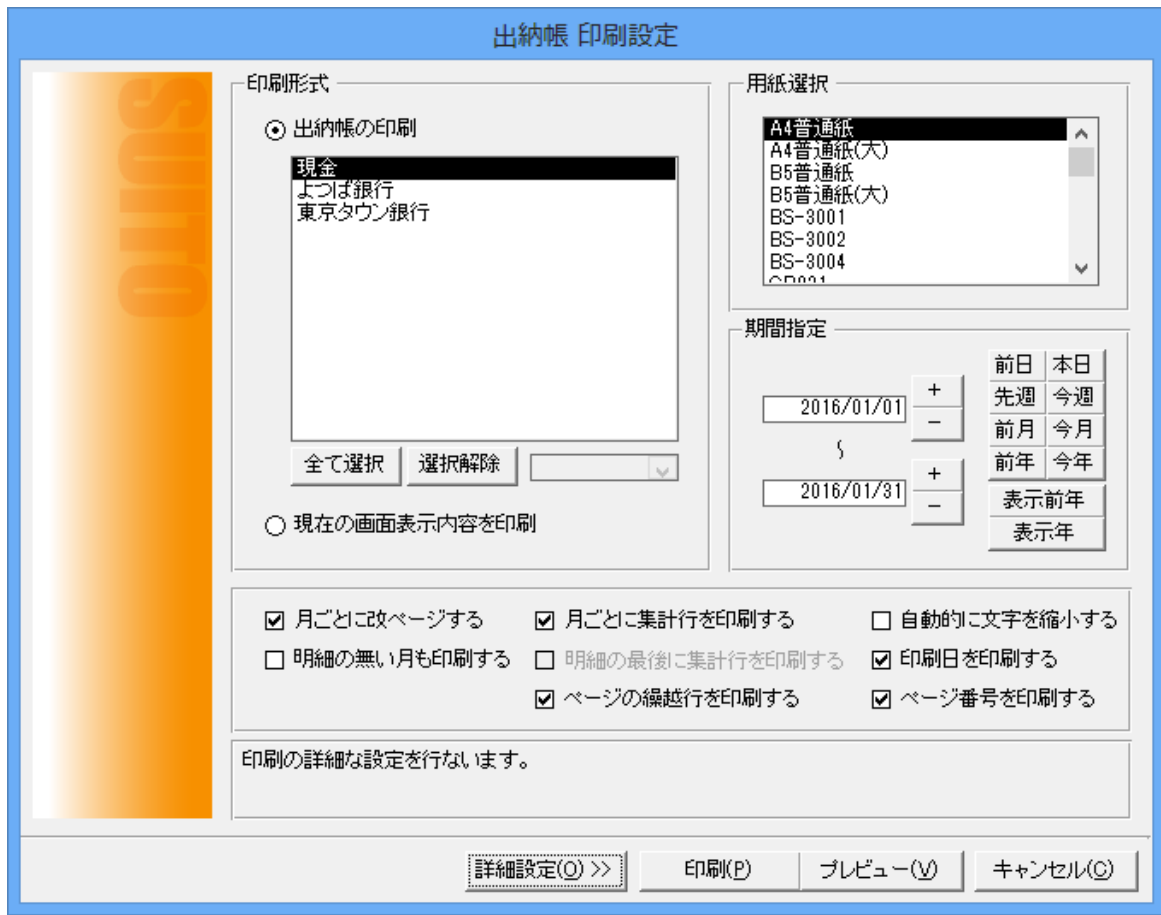 出納帳 印刷設定
SUITO
印刷形式
出納帳の印刷
現金
よつば銀行
東京タウン銀行
全て選択 選択解除
現在の画面表示内容を印刷
用紙選択
A4普通紙
A4普通紙(大)
B5普通紙
B5普通紙(大)
BS-3001
BS-3002
BS-3004
期間指定
2016/01/01
+
-
～
2016/01/31
+
-
前日 本日
先週 今週
前月 今月
前年 今年
表示前年
表示年
月ごとに改ページする 月ごとに集計行を印刷する 自動的に文字を縮小する
明細の無い月も印刷する 明細の最後に集計行を印刷する 印刷日を印刷する
ページの繰越行を印刷する ページ番号を印刷する
印刷の詳細な設定を行ないます。
詳細設定(O) >> 印刷(P) プレビュー(V) キャンセル(C)